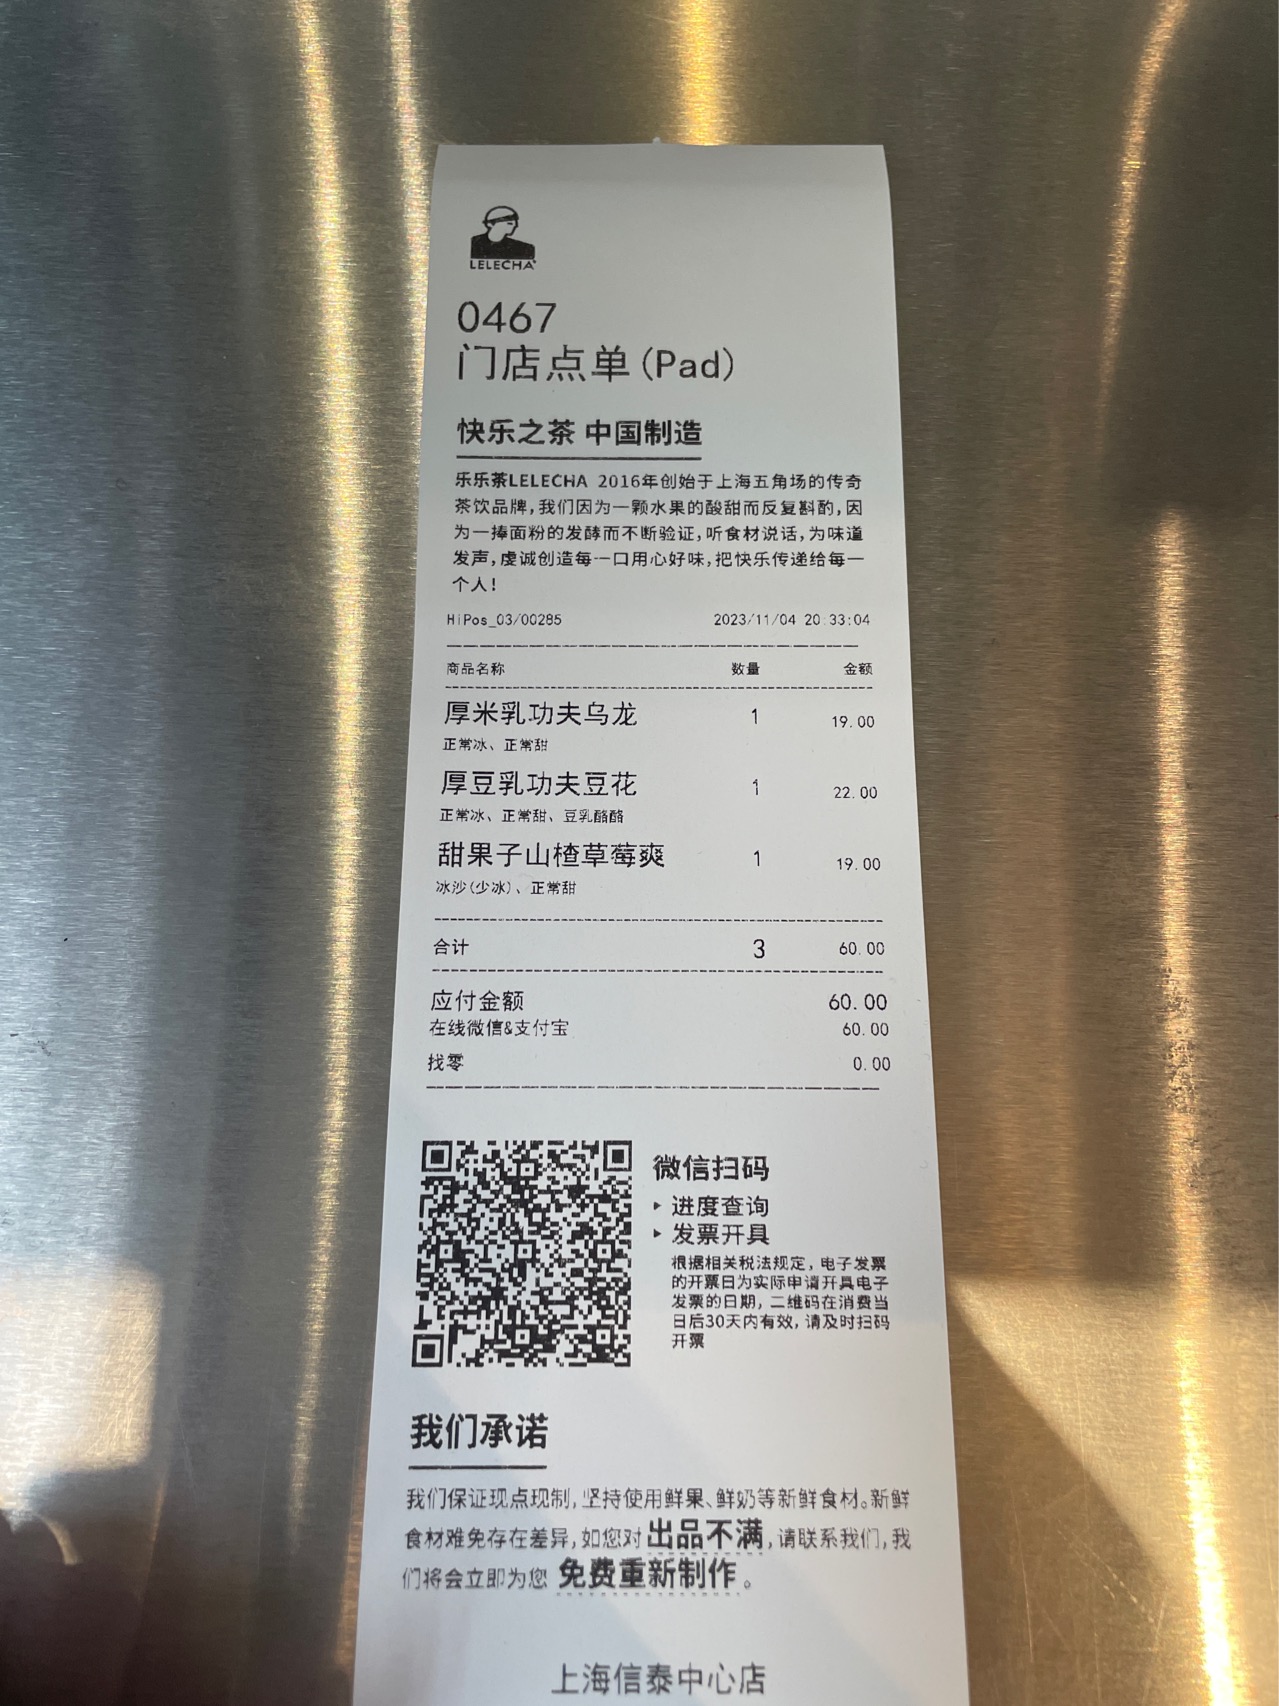 LELECHA
0467
门店点单(Pad)
快乐之茶 中国制造
乐乐茶LELECHA 2016年创始于上海五角场的传奇
茶饮品牌,我们因为一颗水果的酸甜而反复斟酌,因
为一捧面粉的发酵而不断验证,听食材说话,为味道
发声,虔诚创造每一口用心好味,把快乐传递给每一
个人!
HiPos_03/00285 2023/11/04 20:33:04
商品名称 数量 金额
厚米乳功夫乌龙 1 19.00
正常冰、正常甜
厚豆乳功夫豆花 1 22.00
正常冰、正常甜、豆乳酪酪
甜果子山楂草莓爽 1 19.00
冰沙(少冰)、正常甜
合计 3 60.00
应付金额 60.00
在线微信&支付宝 60.00
找零 0.00
微信扫码
▸ 进度查询
▸ 发票开具
根据相关税法规定，电子发票
的开票日为实际申请开具电子
发票的日期，二维码在消费当
日后30天内有效，请及时扫码
开票
我们承诺
我们保证现点现制,坚持使用鲜果、鲜奶等新鲜食材。新鲜
食材难免存在差异,如您对出品不满,请联系我们,我
们将会立即为您 免费重新制作。
上海信泰中心店